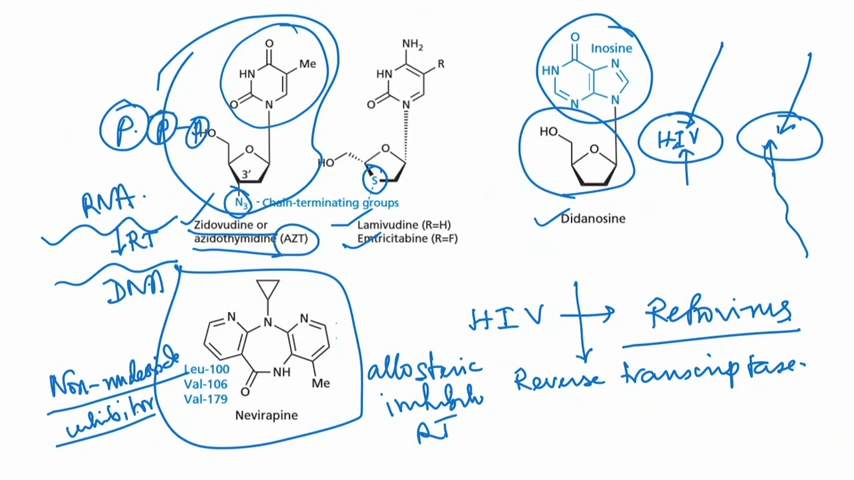 O
HN
Me
O
N
P
P
P
HO
O
3'
N3
- Chain-terminating groups
Zidovudine or
azidothymidine (AZT)
NH2
N
R
O
N
HO
O
S
Lamivudine (R=H)
Emtricitabine (R=F)
O
Inosine
HN
N
N
N
HO
O
Didanosine
HIV
RNA.
RT
DNA
N
N
N
Leu-100
Val-106
Val-179
O
NH
Me
Nevirapine
Non-nucleoside
inhibitor
allosteric
RT
HIV
Retrovirus
Reverse transcriptase.